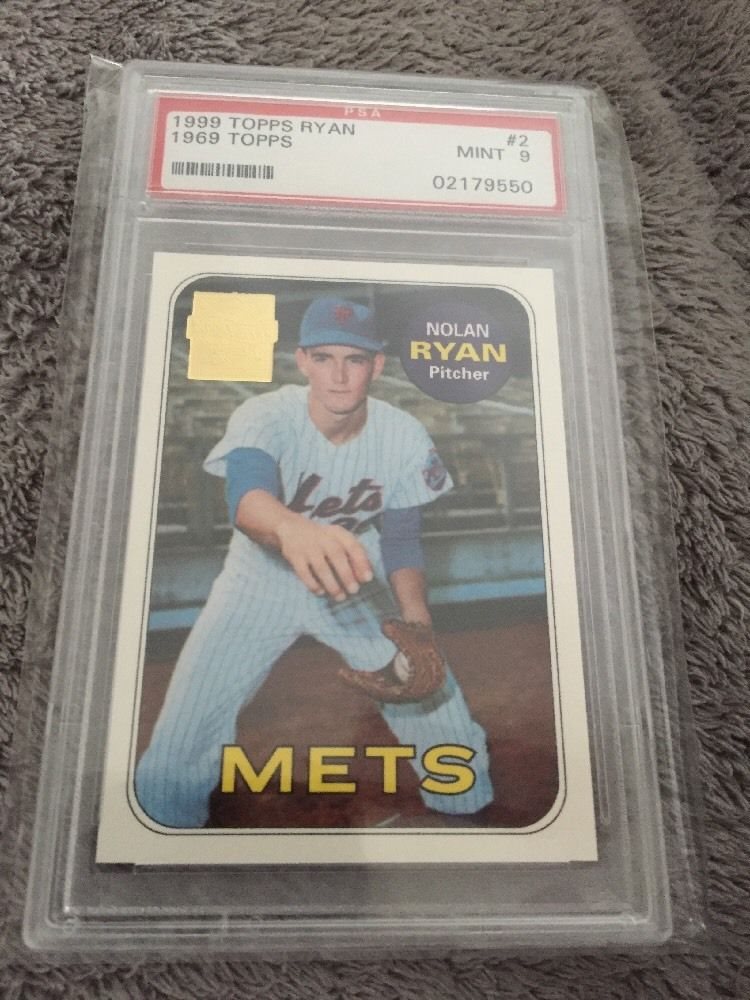 PSA
1999 TOPPS RYAN #2
1969 TOPPS MINT 9
02179550
NOLAN
RYAN
Pitcher
Mets
METS